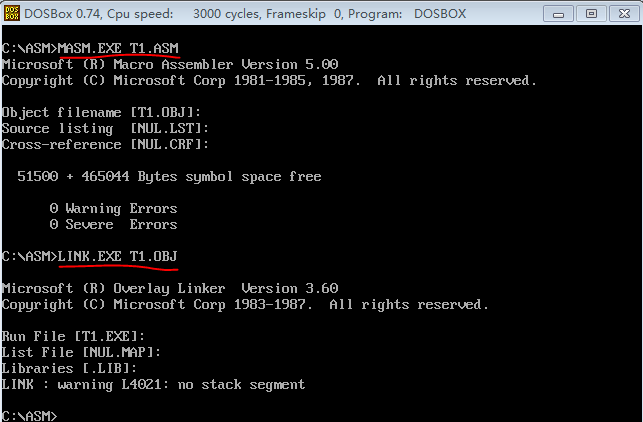 DOS
BOX
DOSBox 0.74, Cpu speed: 3000 cycles, Frameskip 0, Program: DOSBOX
C:\ASM>MASM.EXE T1.ASM
Microsoft (R) Macro Assembler Version 5.00
Copyright (C) Microsoft Corp 1981-1985, 1987.  All rights reserved.
Object filename [T1.OBJ]:
Source listing  [NUL.LST]:
Cross-reference [NUL.CRF]:
51500 + 465044 Bytes symbol space free
0 Warning Errors
0 Severe  Errors
C:\ASM>LINK.EXE T1.OBJ
Microsoft (R) Overlay Linker  Version 3.60
Copyright (C) Microsoft Corp 1983-1987.  All rights reserved.
Run File [T1.EXE]:
List File [NUL.MAP]:
Libraries [.LIB]:
LINK : warning L4021: no stack segment
C:\ASM>